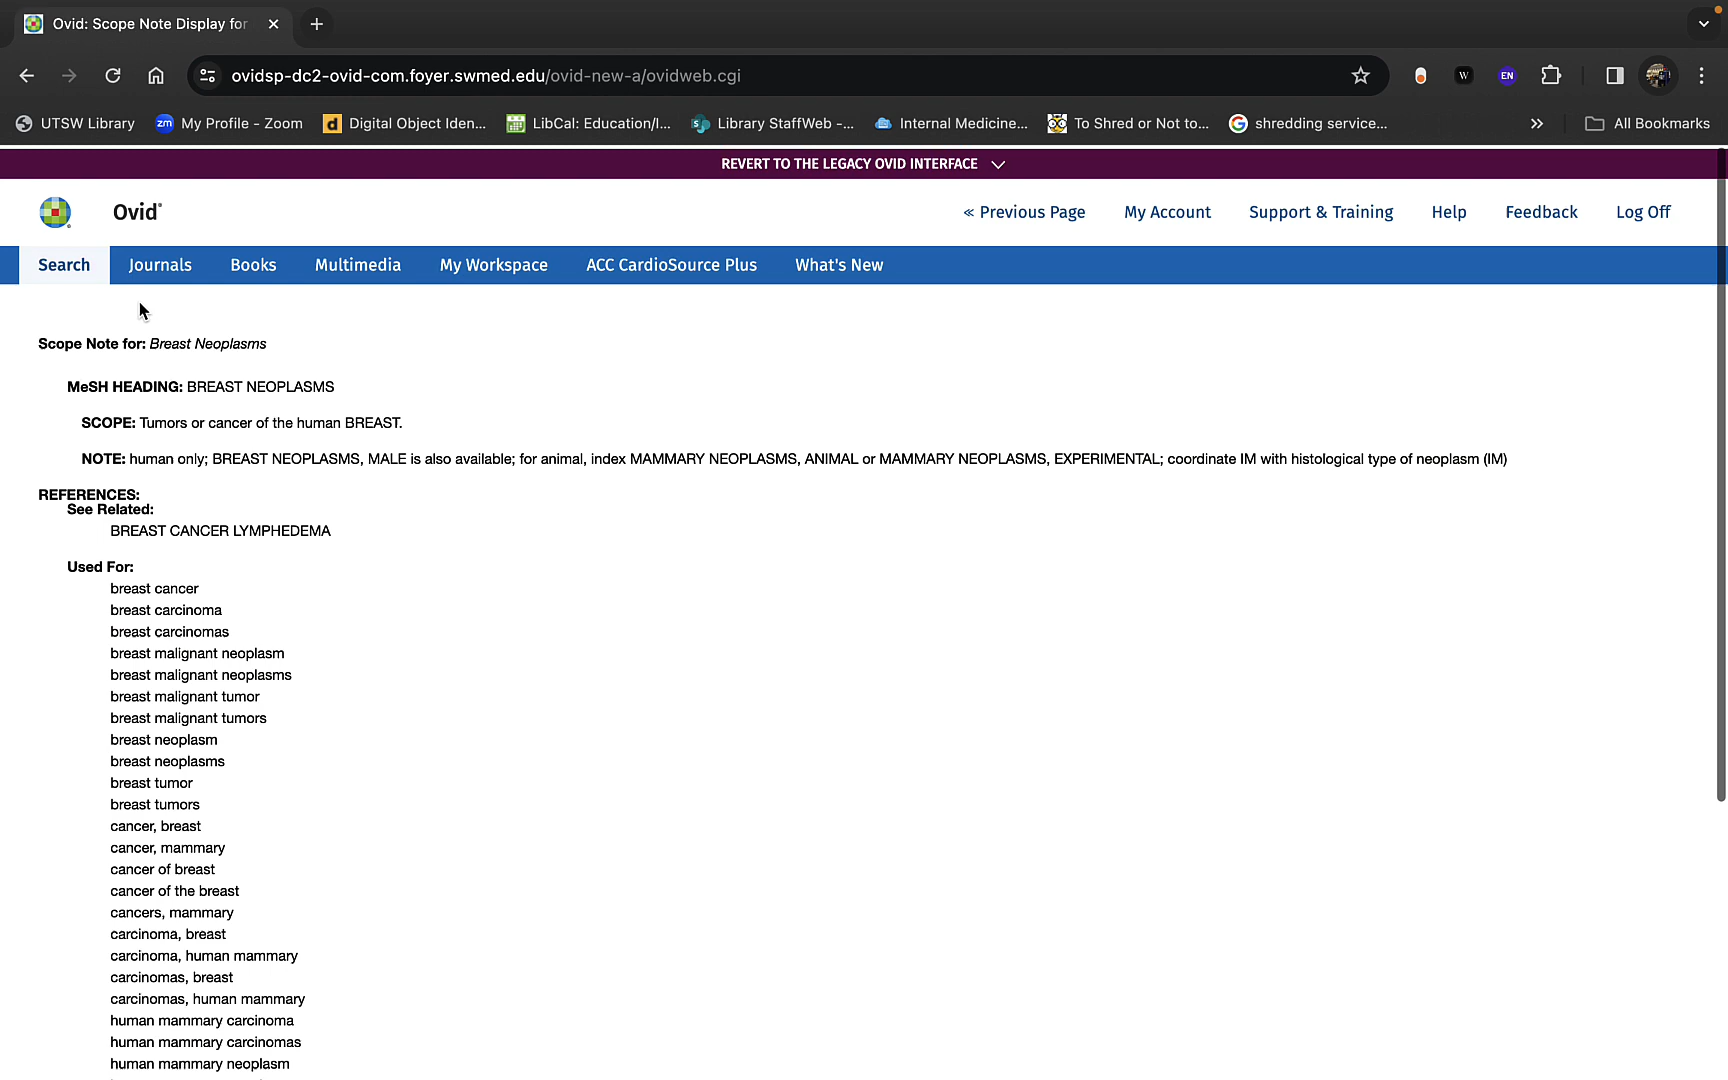 Ovid: Scope Note Display for
ovidsp-dc2-ovid-com.foyer.swmed.edu/ovid-new-a/ovidweb.cgi
W
EN
UTSW Library
zm My Profile - Zoom
d Digital Object Iden...
LibCal: Education/I...
S Library StaffWeb -...
Internal Medicine...
To Shred or Not to...
G shredding service...
All Bookmarks
REVERT TO THE LEGACY OVID INTERFACE
Ovid®
« Previous Page
My Account
Support & Training
Help
Feedback
Log Off
Search
Journals
Books
Multimedia
My Workspace
ACC CardioSource Plus
What's New
Scope Note for: Breast Neoplasms
MeSH HEADING: BREAST NEOPLASMS
SCOPE: Tumors or cancer of the human BREAST.
NOTE: human only; BREAST NEOPLASMS, MALE is also available; for animal, index MAMMARY NEOPLASMS, ANIMAL or MAMMARY NEOPLASMS, EXPERIMENTAL; coordinate IM with histological type of neoplasm (IM)
REFERENCES:
See Related:
BREAST CANCER LYMPHEDEMA
Used For:
breast cancer
breast carcinoma
breast carcinomas
breast malignant neoplasm
breast malignant neoplasms
breast malignant tumor
breast malignant tumors
breast neoplasm
breast neoplasms
breast tumor
breast tumors
cancer, breast
cancer, mammary
cancer of breast
cancer of the breast
cancers, mammary
carcinoma, breast
carcinoma, human mammary
carcinomas, breast
carcinomas, human mammary
human mammary carcinoma
human mammary carcinomas
human mammary neoplasm